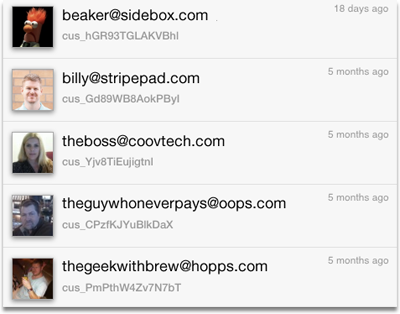 beaker@sidebox.com
18 days ago
cus_hGR93TGLAKVBhl
billy@stripepad.com
5 months ago
cus_Gd89WB8AokPByI
theboss@coovtech.com
5 months ago
cus_Yjv8TiEujigtnl
theguywhoneverpays@oops.com
5 months ago
cus_CPzfKJYuBlkDaX
thegeekwithbrew@hopps.com
5 months ago
cus_PmPthW4Zv7N7bT